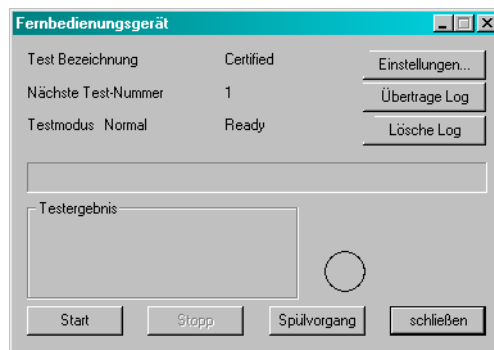 Fernbedienungsgerät
Test Bezeichnung Certified Einstellungen...
Nächste Test-Nummer 1 Übertrage Log
Testmodus Normal Ready Lösche Log
Testergebnis
Start Stopp Spülvorgang schließen